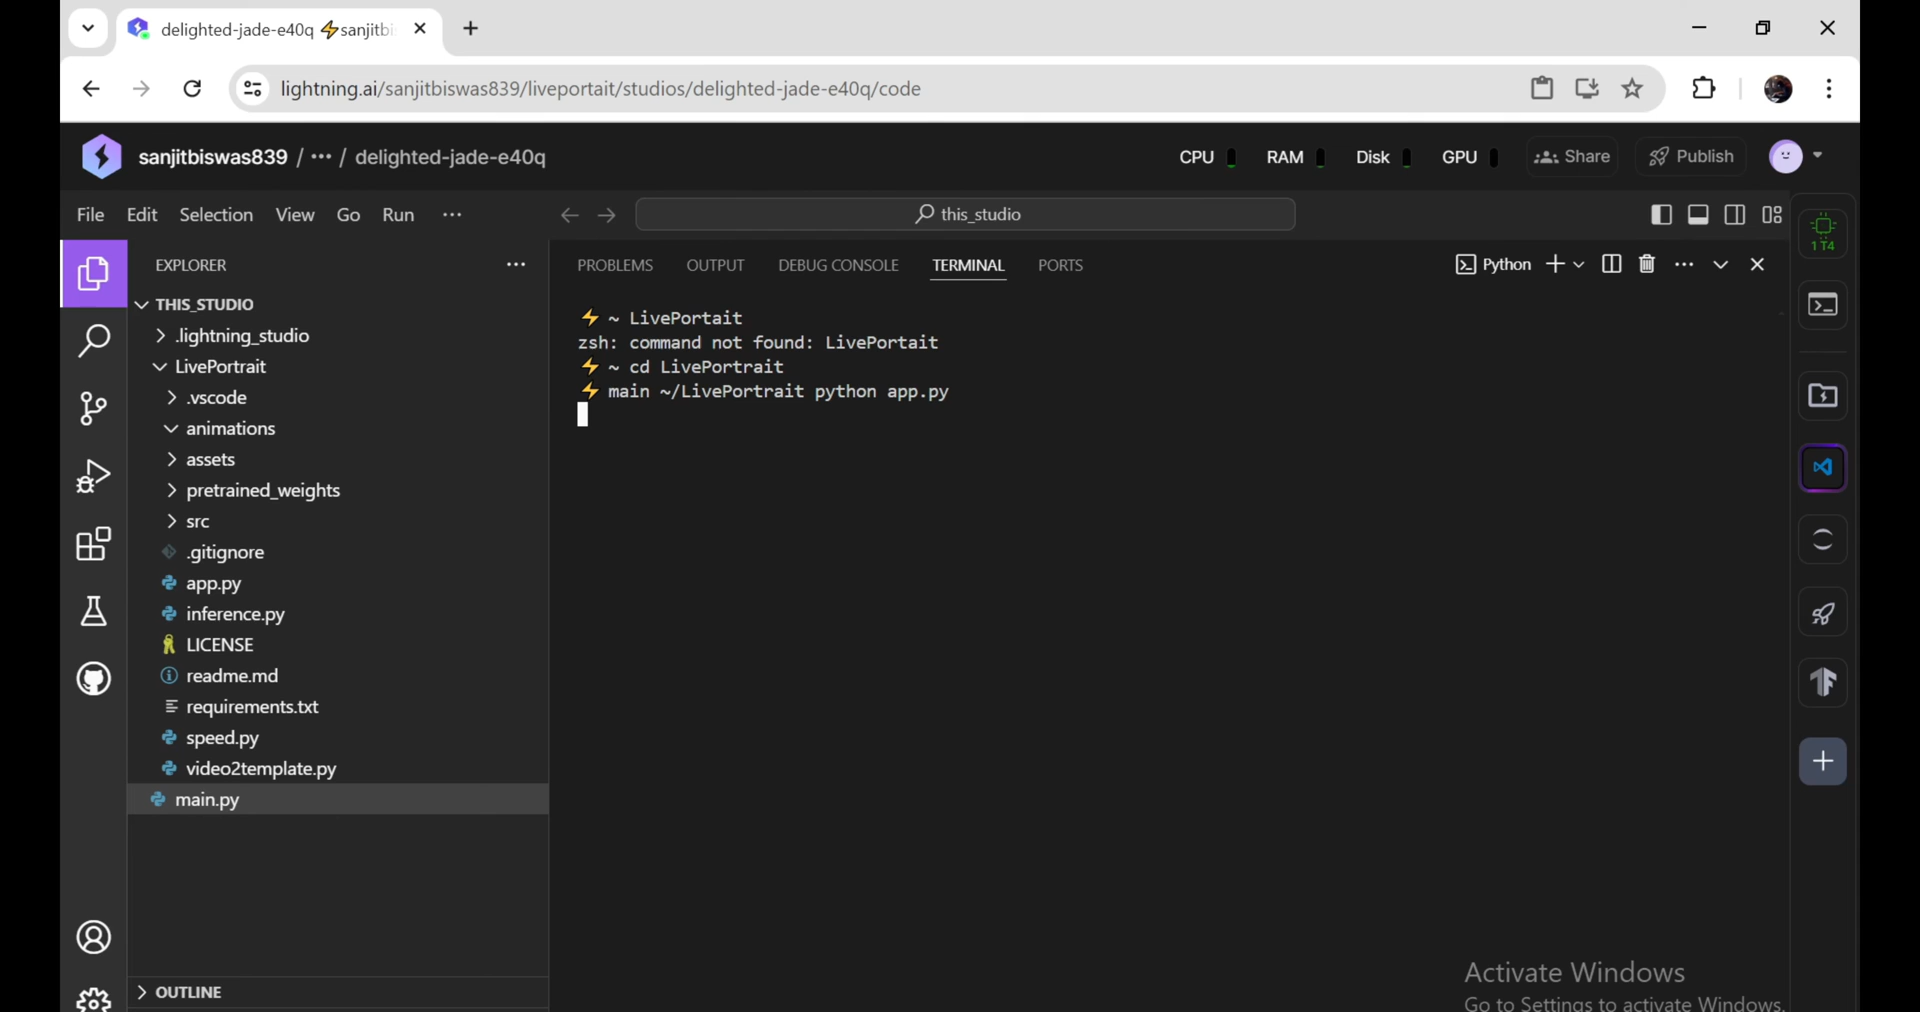 delighted-jade-e40q ⚡sanjitbi
lightning.ai/sanjitbiswas839/liveportait/studios/delighted-jade-e40q/code
sanjitbiswas839 / ··· / delighted-jade-e40q
CPU RAM Disk GPU Share Publish
File Edit Selection View Go Run ···
this_studio
1 T4
EXPLORER
PROBLEMS OUTPUT DEBUG CONSOLE TERMINAL PORTS
Python
THIS_STUDIO
.lightning_studio
LivePortrait
.vscode
animations
assets
pretrained_weights
src
.gitignore
app.py
inference.py
LICENSE
readme.md
requirements.txt
speed.py
video2template.py
main.py
OUTLINE
⚡ ~ LivePortait
zsh: command not found: LivePortait
⚡ ~ cd LivePortrait
⚡ main ~/LivePortrait python app.py
Activate Windows
Go to Settings to activate Windows.